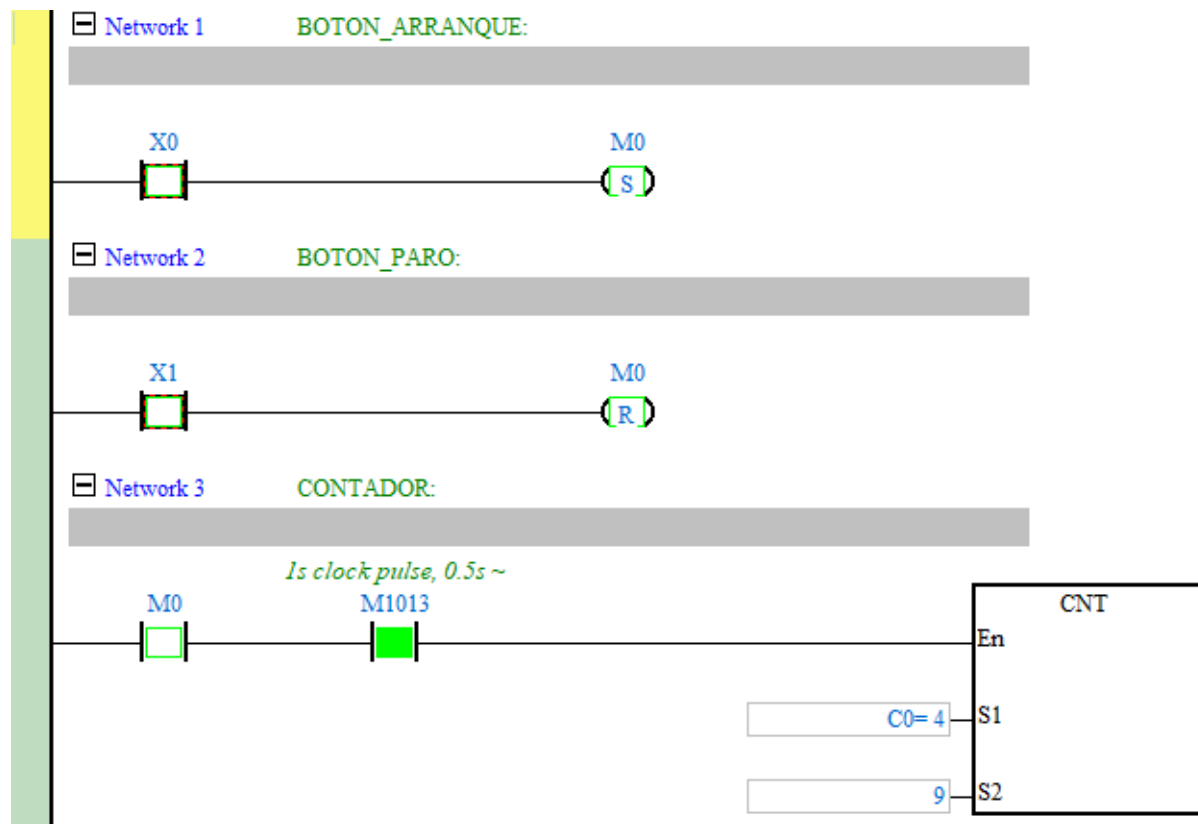 Network 1 BOTON_ARRANQUE:
X0 M0
S
Network 2 BOTON_PARO:
X1 M0
R
Network 3 CONTADOR:
1s clock pulse, 0.5s ~
M0 M1013 CNT
En
C0= 4 S1
9 S2